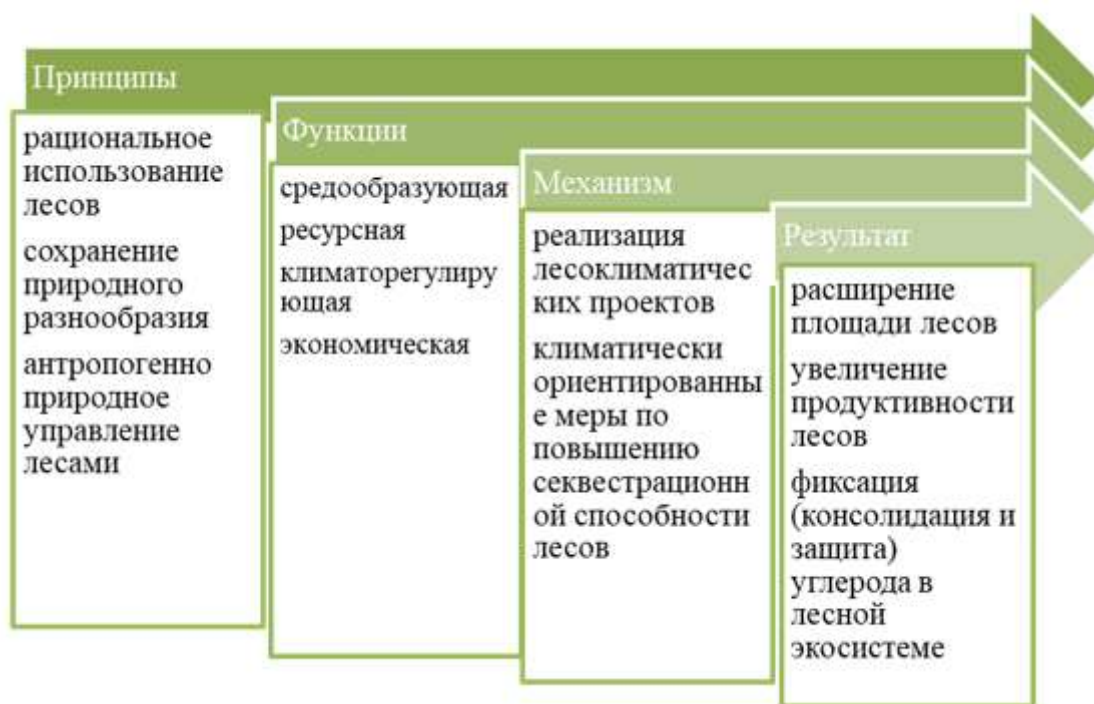 Принципы
рациональное
использование
лесов
сохранение
природного
разнообразия
антропогенно
природное
управление
лесами
Функции
средообразующая
ресурсная
климаторегулиру
ющая
экономическая
Механизм
реализация
лесоклиматичес
ких проектов
климатически
ориентированны
е меры по
повышению
секвестрационн
ой способности
лесов
Результат
расширение
площади лесов
увеличение
продуктивности
лесов
фиксация
(консолидация и
защита)
углерода в
лесной
экосистеме